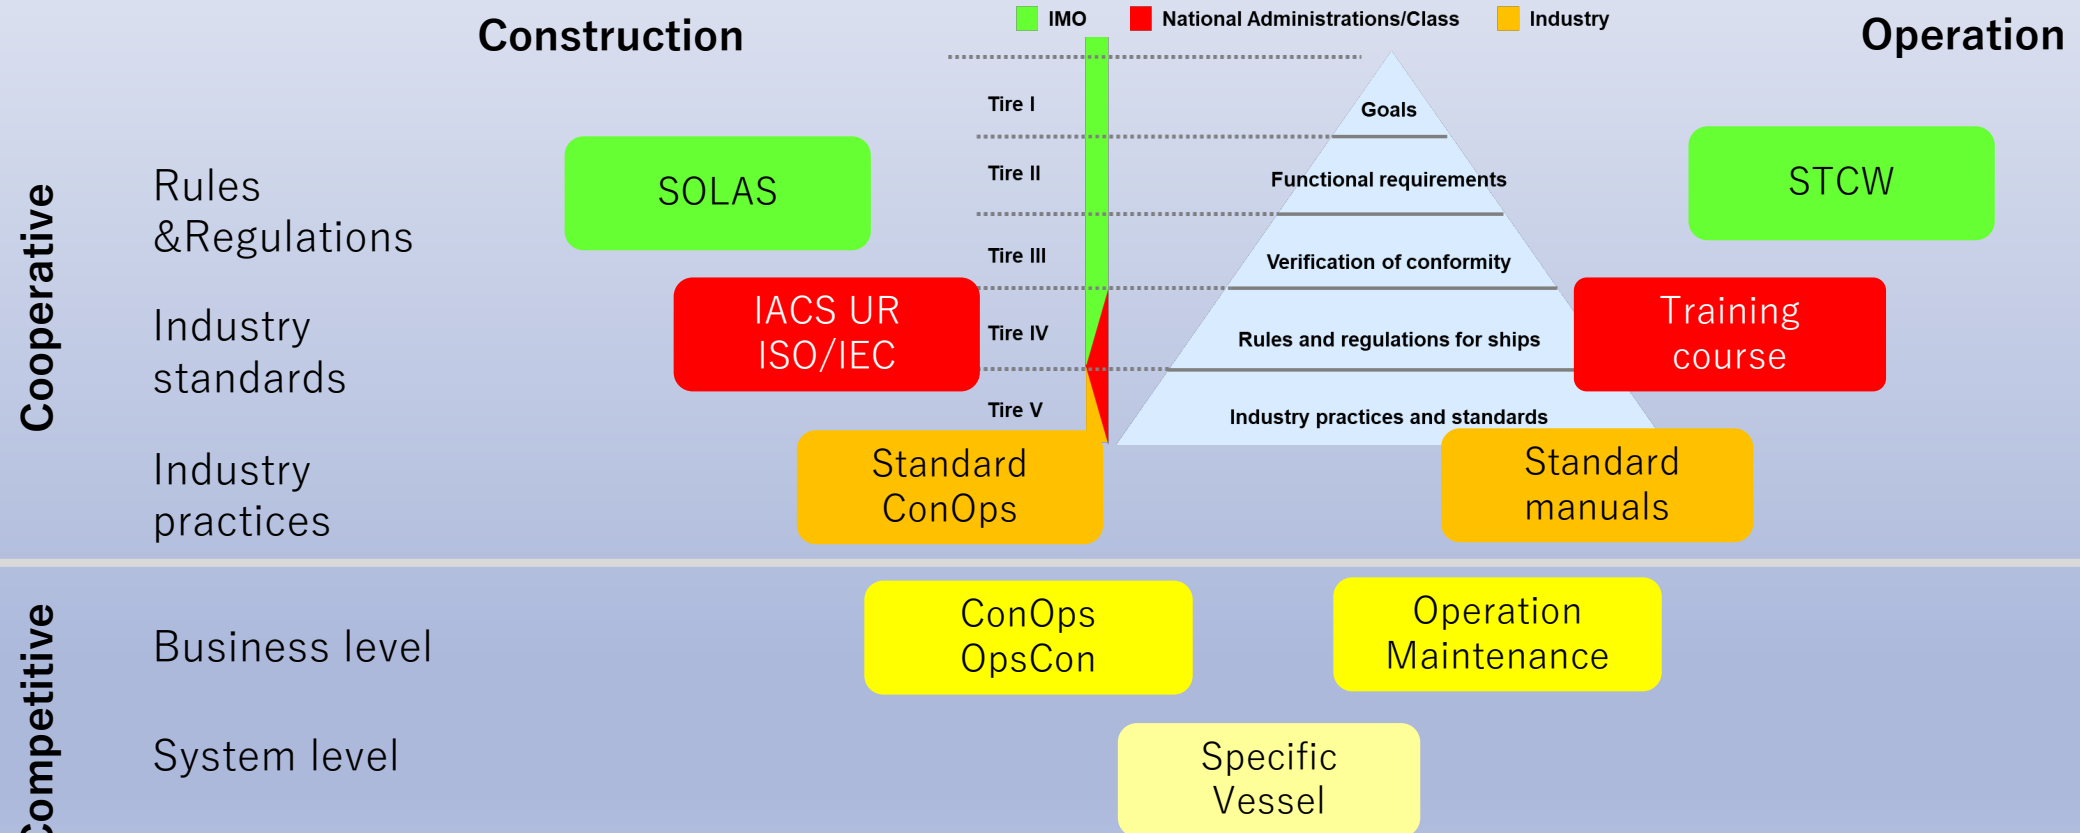 Construction
IMO
National Administrations/Class
Industry
Operation
Tire I
Goals
Cooperative
Rules
&Regulations
SOLAS
Tire II
Functional requirements
STCW
Tire III
Verification of conformity
Industry
standards
IACS UR
ISO/IEC
Tire IV
Rules and regulations for ships
Training
course
Tire V
Industry practices and standards
Industry
practices
Standard
ConOps
Standard
manuals
Competitive
Business level
ConOps
OpsCon
Operation
Maintenance
System level
Specific
Vessel